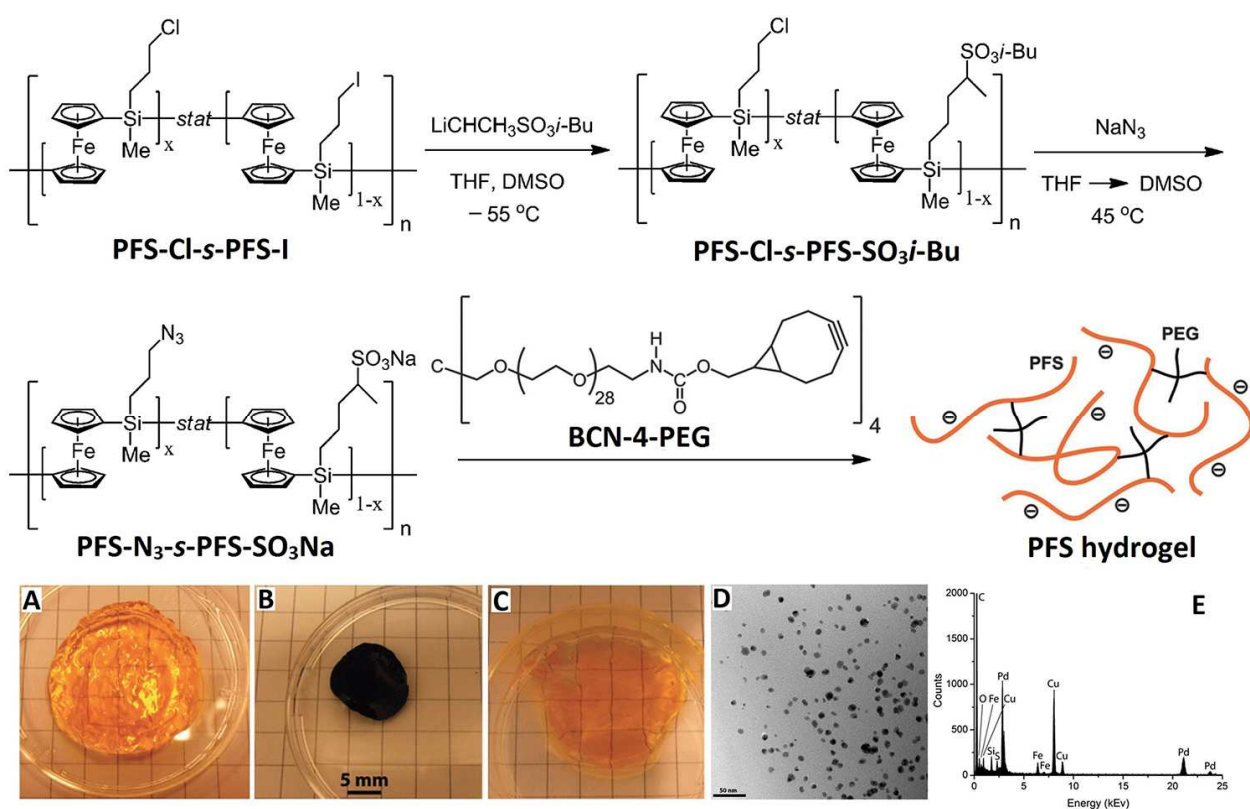 Cl
I
Fe
Si
Me
x
stat
Fe
Si
Me
1-x
n
PFS-Cl-s-PFS-I
LiCHCH₃SO₃i-Bu
THF, DMSO
– 55 °C
Cl
SO₃i-Bu
Fe
Si
Me
x
stat
Fe
Si
Me
1-x
n
PFS-Cl-s-PFS-SO₃i-Bu
NaN₃
THF → DMSO
45 °C
N₃
SO₃Na
Fe
Si
Me
x
stat
Fe
Si
Me
1-x
n
PFS-N₃-s-PFS-SO₃Na
C
O
O
28
H
N
O
O
4
BCN-4-PEG
PFS
PEG
PFS hydrogel
A
B
5 mm
C
D
50 nm
E
2000
1500
1000
500
0
Counts
C
O
Fe
Cu
Si
S
Pd
Fe
Fe
Cu
Cu
Pd
Pd
0
5
10
15
20
25
Energy (kEv)